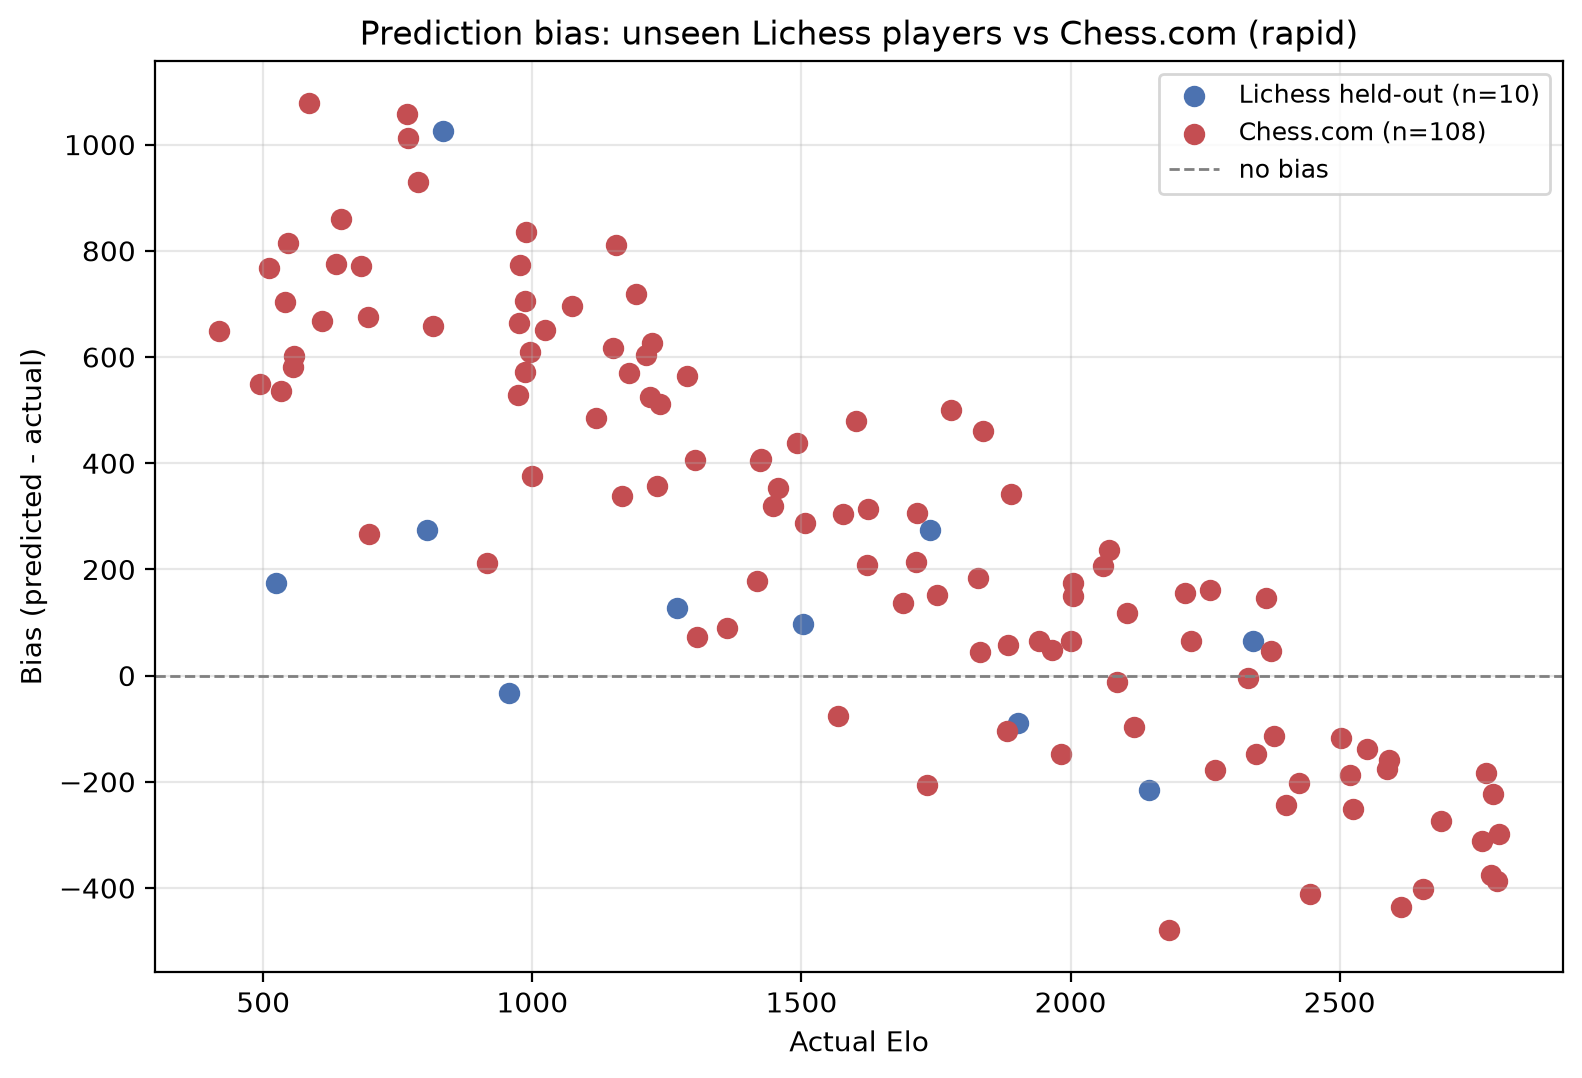 Prediction bias: unseen Lichess players vs Chess.com (rapid)
Lichess held-out (n=10)
Chess.com (n=108)
no bias
Bias (predicted - actual)
1000
800
600
400
200
0
−200
−400
500 1000 1500 2000 2500
Actual Elo